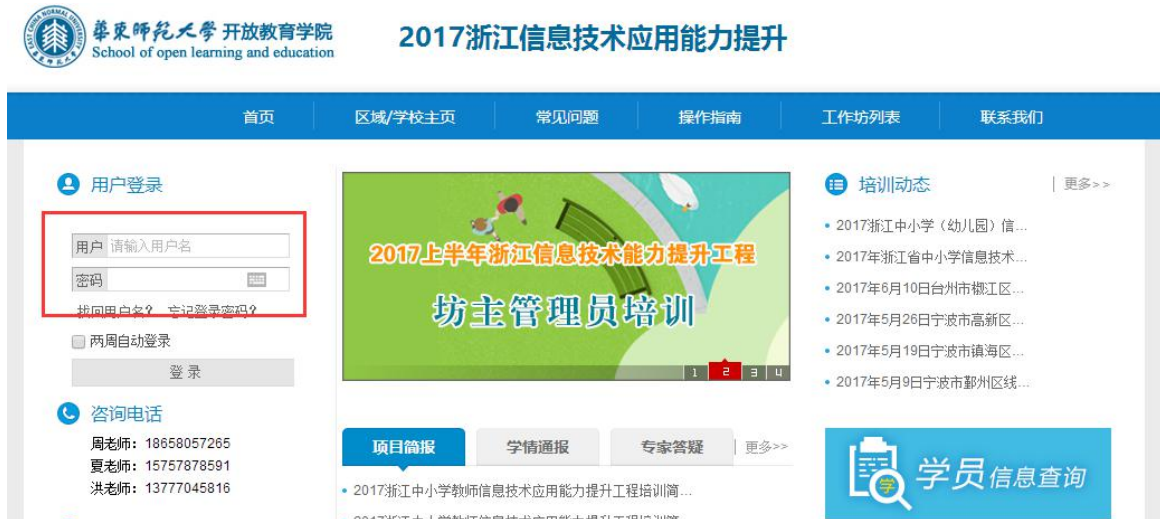 華東師範大學 开放教育学院
School of open learning and education
2017浙江信息技术应用能力提升
首页 区域/学校主页 常见问题 操作指南 工作坊列表 联系我们
用户登录
用户 请输入用户名
密码
找回用户名? 忘记登录密码?
两周自动登录
登 录
咨询电话
周老师：18658057265
夏老师：15757878591
洪老师：13777045816
2017上半年浙江信息技术能力提升工程
坊主管理员培训
1 2 3 4
项目简报 学情通报 专家答疑 更多>>
2017浙江中小学教师信息技术应用能力提升工程培训简...
培训动态 更多>>
2017浙江中小学（幼儿园）信...
2017年浙江省中小学信息技术...
2017年6月10日台州市椒江区...
2017年5月26日宁波市高新区...
2017年5月19日宁波市镇海区...
2017年5月9日宁波市鄞州区线...
学员信息查询